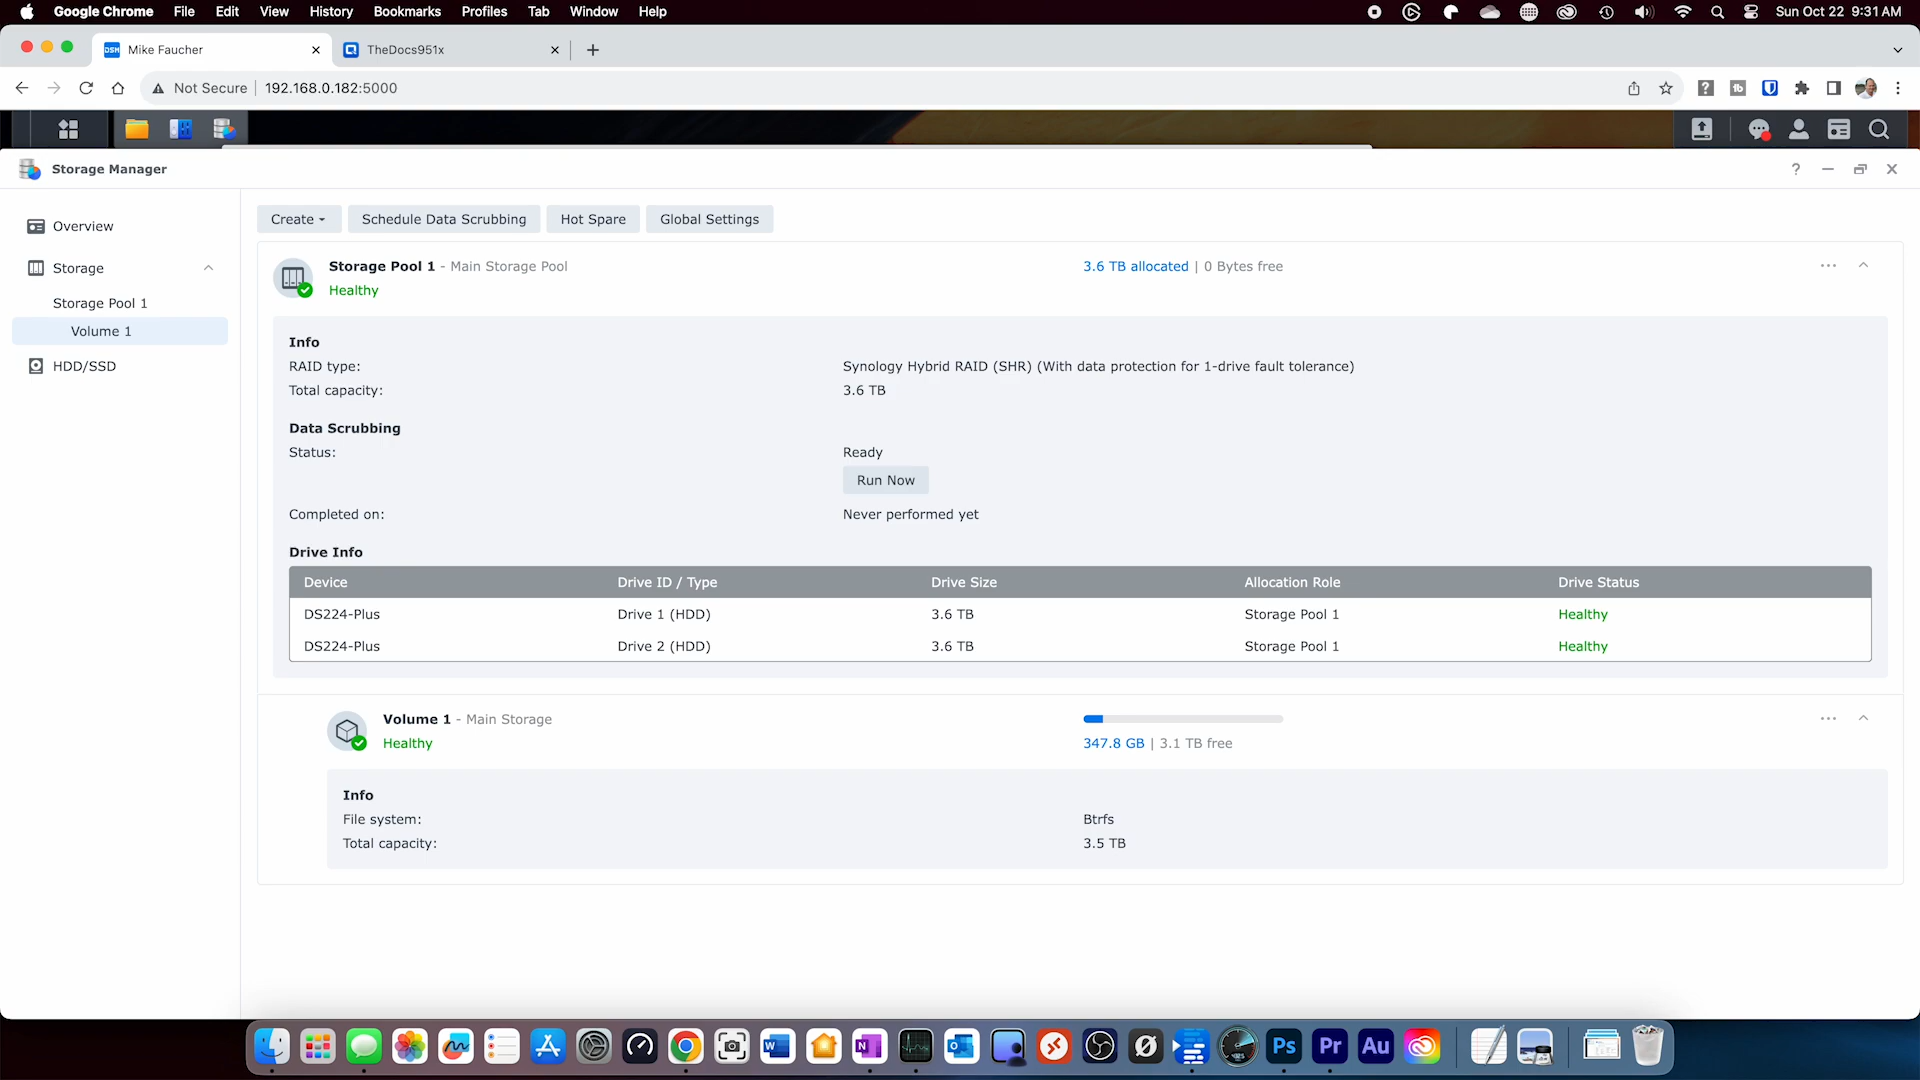 Google Chrome File Edit View History Bookmarks Profiles Tab Window Help Sun Oct 22 9:31 AM
DSM Mike Faucher TheDocs951x
Not Secure 192.168.0.182:5000
Storage Manager
Overview
Storage
Storage Pool 1
Volume 1
HDD/SSD
Create Schedule Data Scrubbing Hot Spare Global Settings
Storage Pool 1 - Main Storage Pool 3.6 TB allocated | 0 Bytes free
Healthy
Info
RAID type: Synology Hybrid RAID (SHR) (With data protection for 1-drive fault tolerance)
Total capacity: 3.6 TB
Data Scrubbing
Status: Ready
Run Now
Completed on: Never performed yet
Drive Info
Device Drive ID / Type Drive Size Allocation Role Drive Status
DS224-Plus Drive 1 (HDD) 3.6 TB Storage Pool 1 Healthy
DS224-Plus Drive 2 (HDD) 3.6 TB Storage Pool 1 Healthy
Volume 1 - Main Storage
Healthy 347.8 GB | 3.1 TB free
Info
File system: Btrfs
Total capacity: 3.5 TB
W N Ps Pr Au